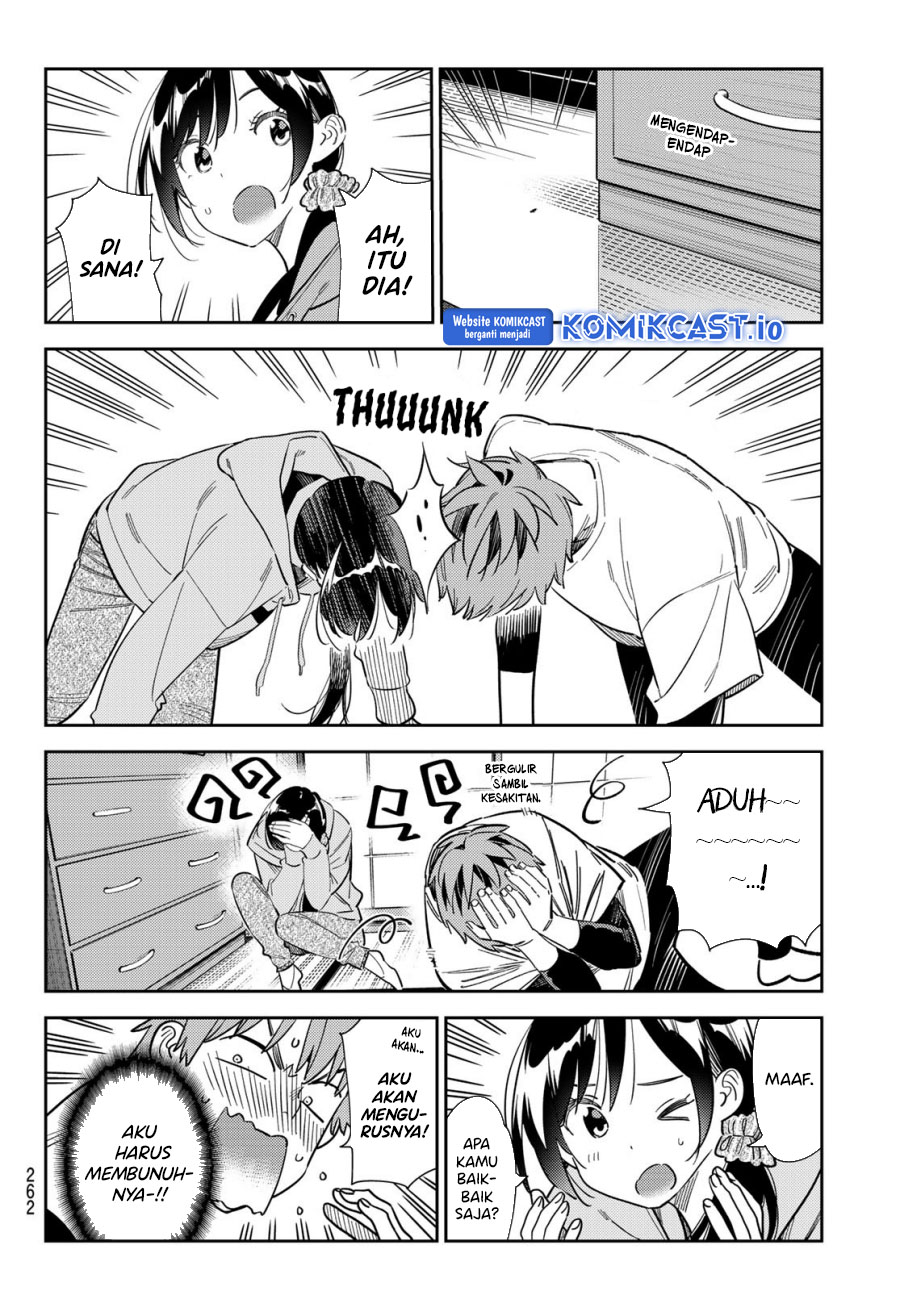 MENGENDAP-
ENDAP
AH,
ITU
DIA!
DI
SANA!
Website KOMIKCAST
berganti menjadi
KOMIKCAST.io
THUUUNK
ADUH~~
~~~~~~
~...!
BERGULIR
SAMBIL
KESAKITAN.
MAAF.
APA
KAMU
BAIK-
BAIK
SAJA?
AKU
AKAN...
AKU
AKAN
MENGU-
RUSNYA!
AKU
HARUS
MEMBUNUH-
NYA-!!
262